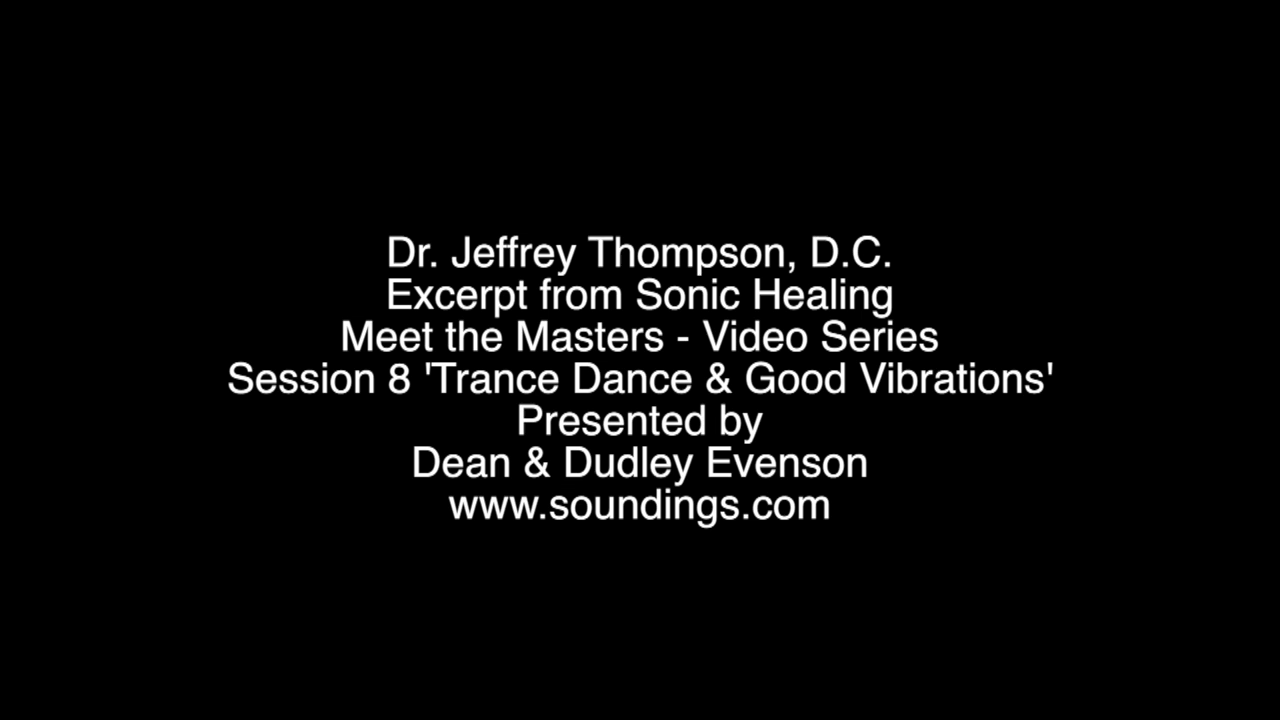 Dr. Jeffrey Thompson, D.C.
Excerpt from Sonic Healing
Meet the Masters - Video Series
Session 8 'Trance Dance & Good Vibrations'
Presented by
Dean & Dudley Evenson
www.soundings.com